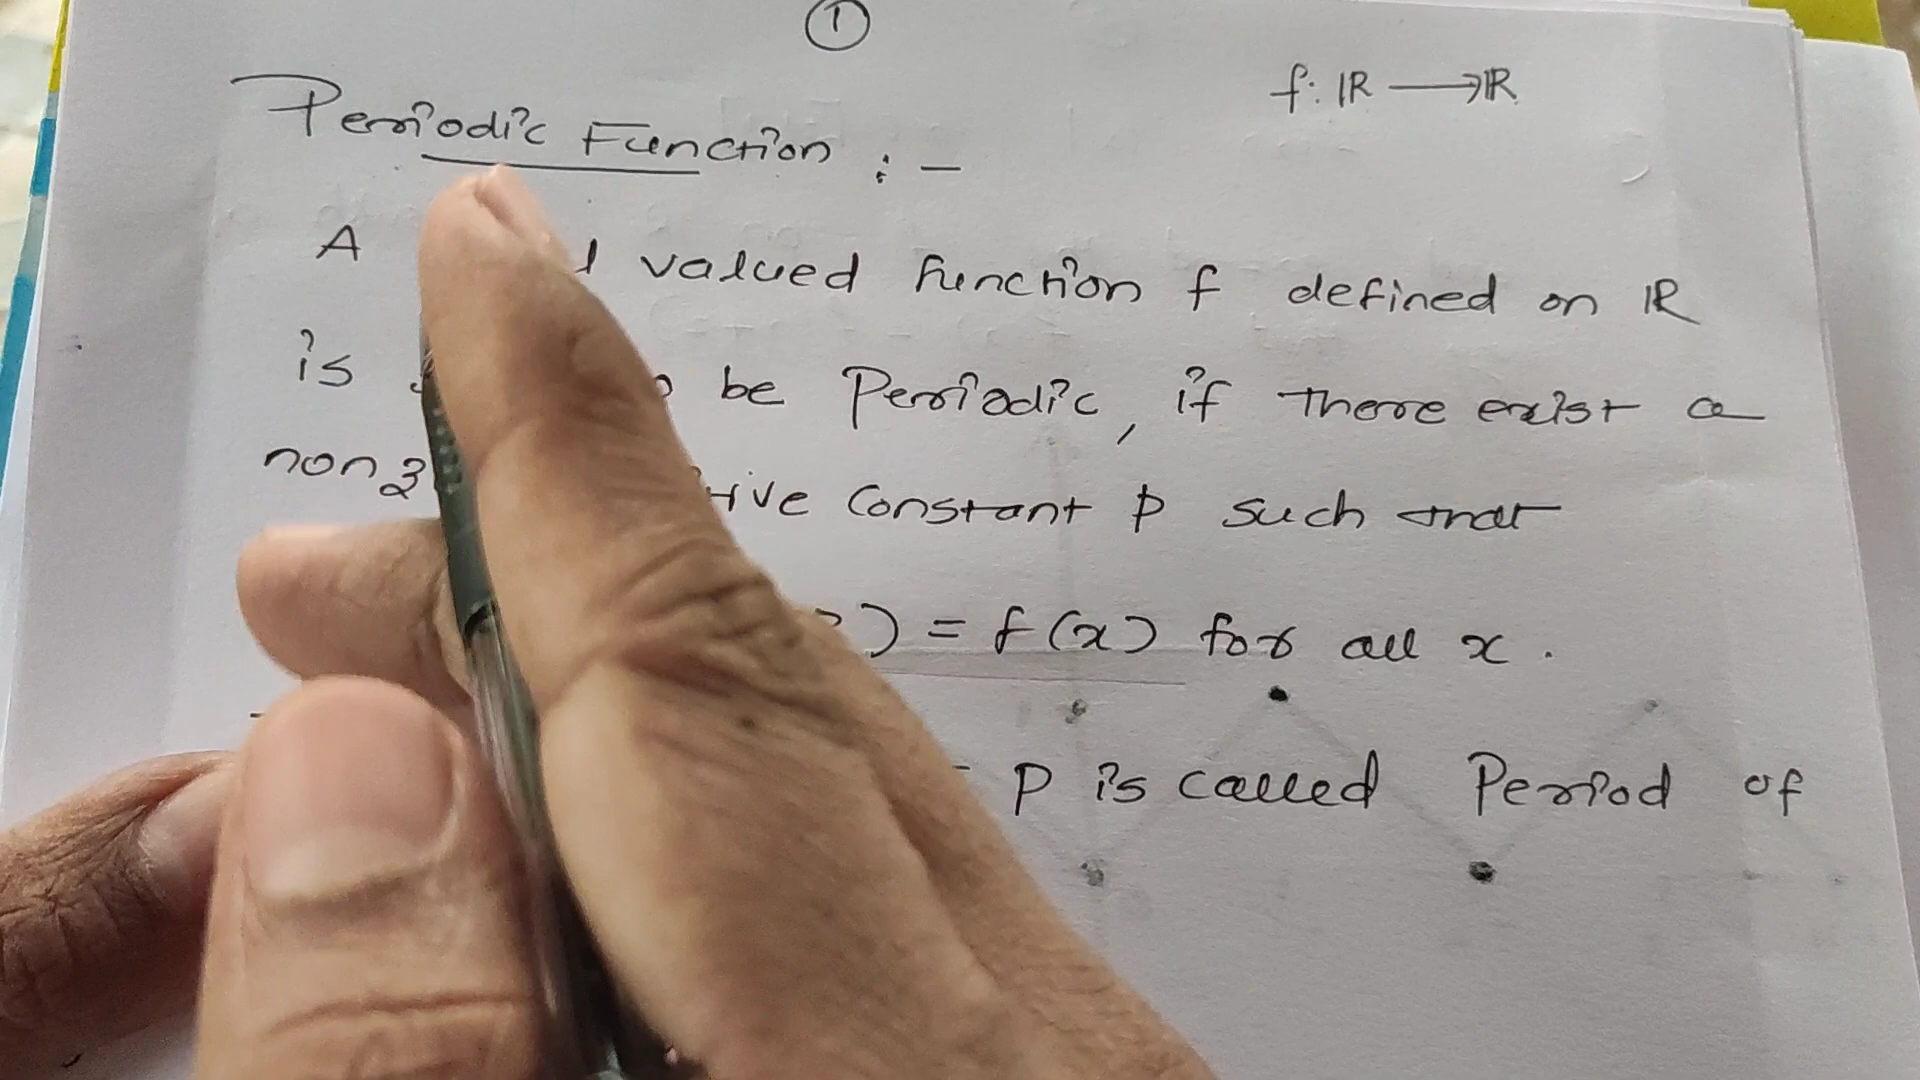 1
f: ℝ → ℝ
Periodic Function : -
A valued Function f defined on ℝ
is be Periodic, if there exist a
non constant p such that
) = f(x) for all x .
P is called Period of